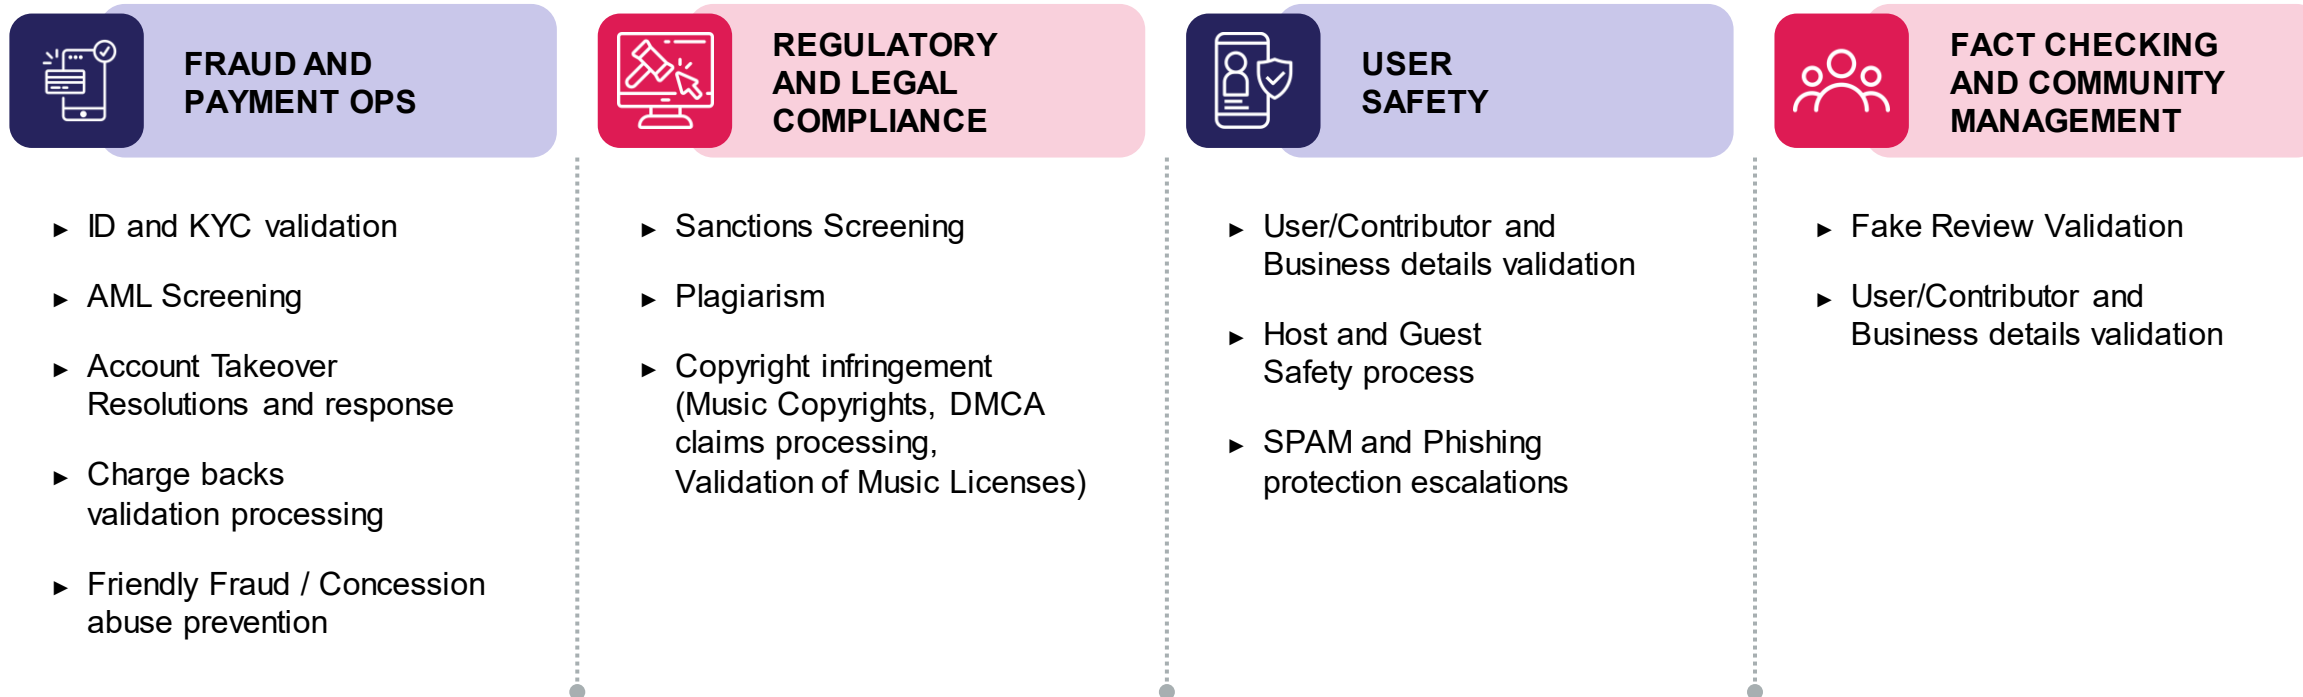 FRAUD AND
PAYMENT OPS
► ID and KYC validation
► AML Screening
► Account Takeover
Resolutions and response
► Charge backs
validation processing
► Friendly Fraud / Concession
abuse prevention
REGULATORY
AND LEGAL
COMPLIANCE
► Sanctions Screening
► Plagiarism
► Copyright infringement
(Music Copyrights, DMCA
claims processing,
Validation of Music Licenses)
USER
SAFETY
► User/Contributor and
Business details validation
► Host and Guest
Safety process
► SPAM and Phishing
protection escalations
FACT CHECKING
AND COMMUNITY
MANAGEMENT
► Fake Review Validation
► User/Contributor and
Business details validation